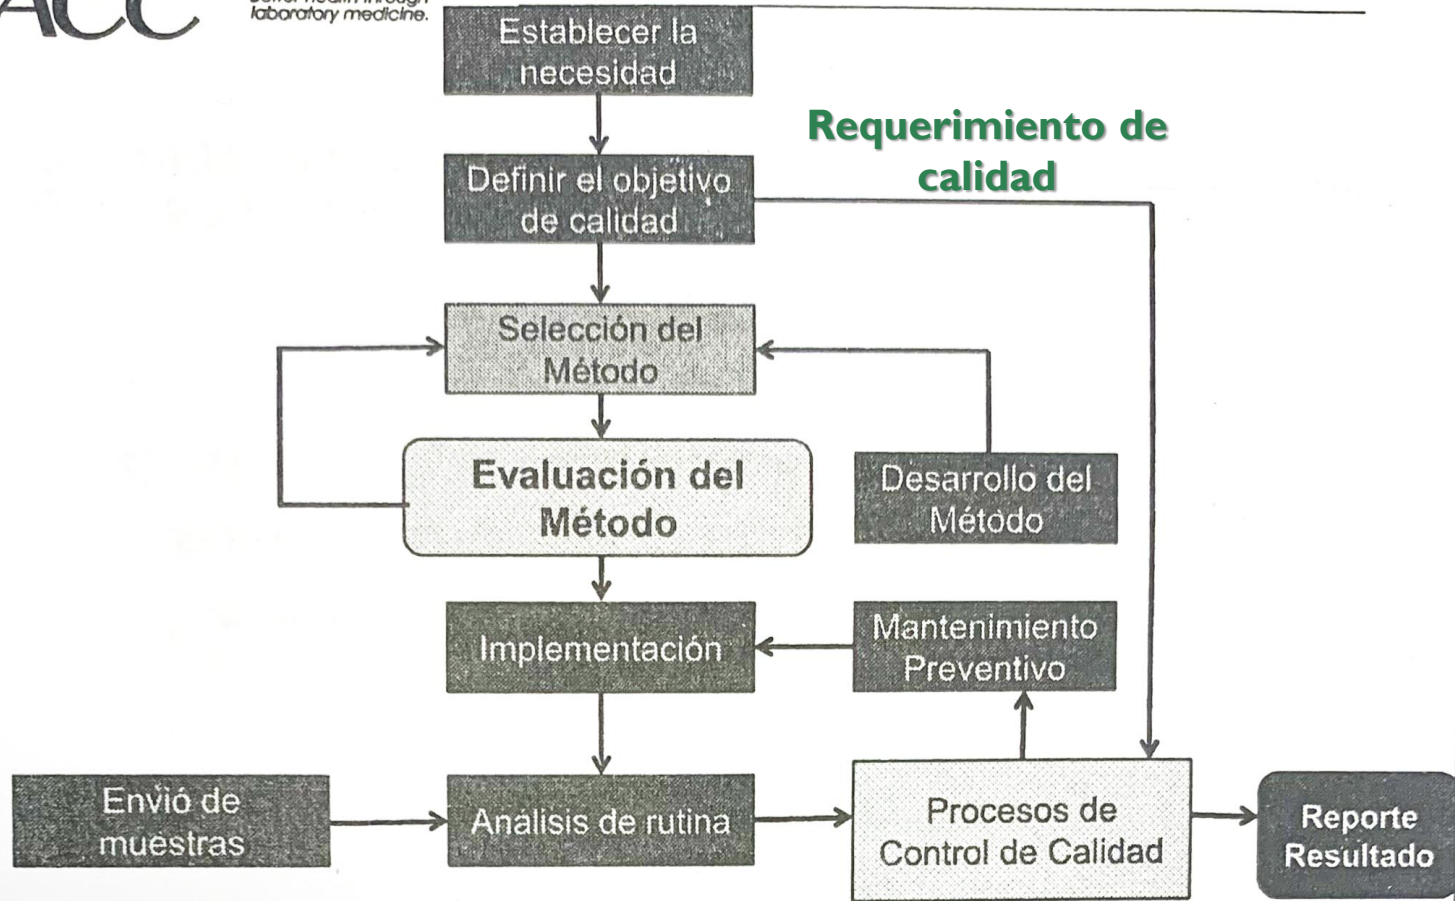 ACC
laboratory medicine.
Establecer la
necesidad
Requerimiento de
calidad
Definir el objetivo
de calidad
Selección del
Método
Evaluación del
Método
Desarrollo del
Método
Implementación
Mantenimiento
Preventivo
Envió de
muestras
Análisis de rutina
Procesos de
Control de Calidad
Reporte
Resultado